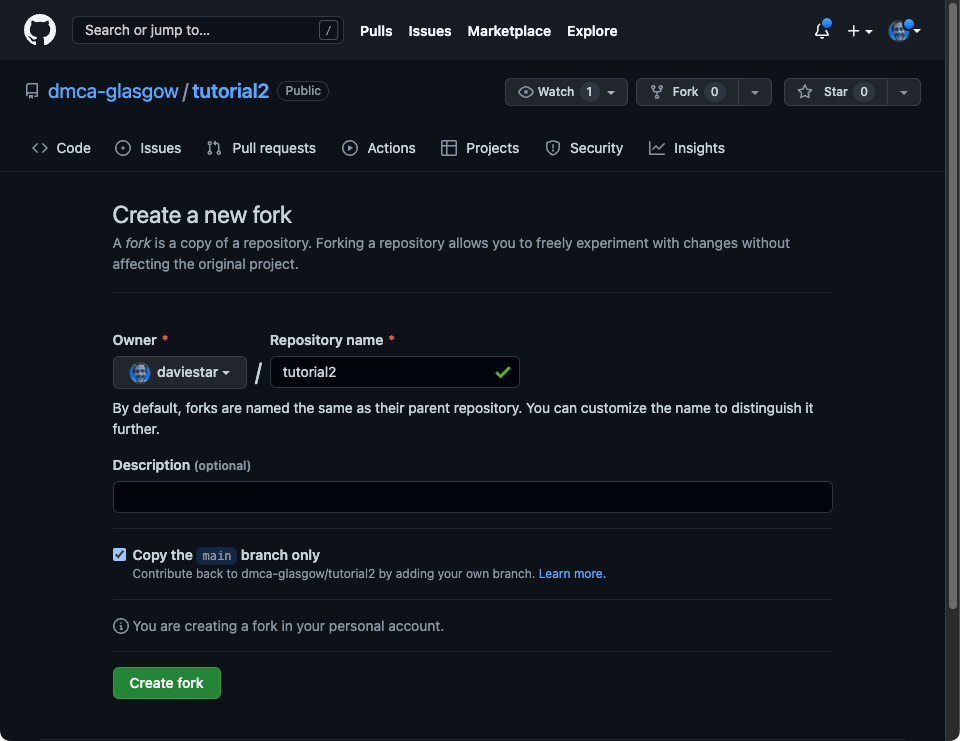 Search or jump to... / Pulls Issues Marketplace Explore
dmca-glasgow / tutorial2 Public Watch 1 Fork 0 Star 0
Code Issues Pull requests Actions Projects Security Insights
Create a new fork
A fork is a copy of a repository. Forking a repository allows you to freely experiment with changes without
affecting the original project.
Owner * Repository name *
daviestar / tutorial2
By default, forks are named the same as their parent repository. You can customize the name to distinguish it
further.
Description (optional)
Copy the main branch only
Contribute back to dmca-glasgow/tutorial2 by adding your own branch. Learn more.
You are creating a fork in your personal account.
Create fork